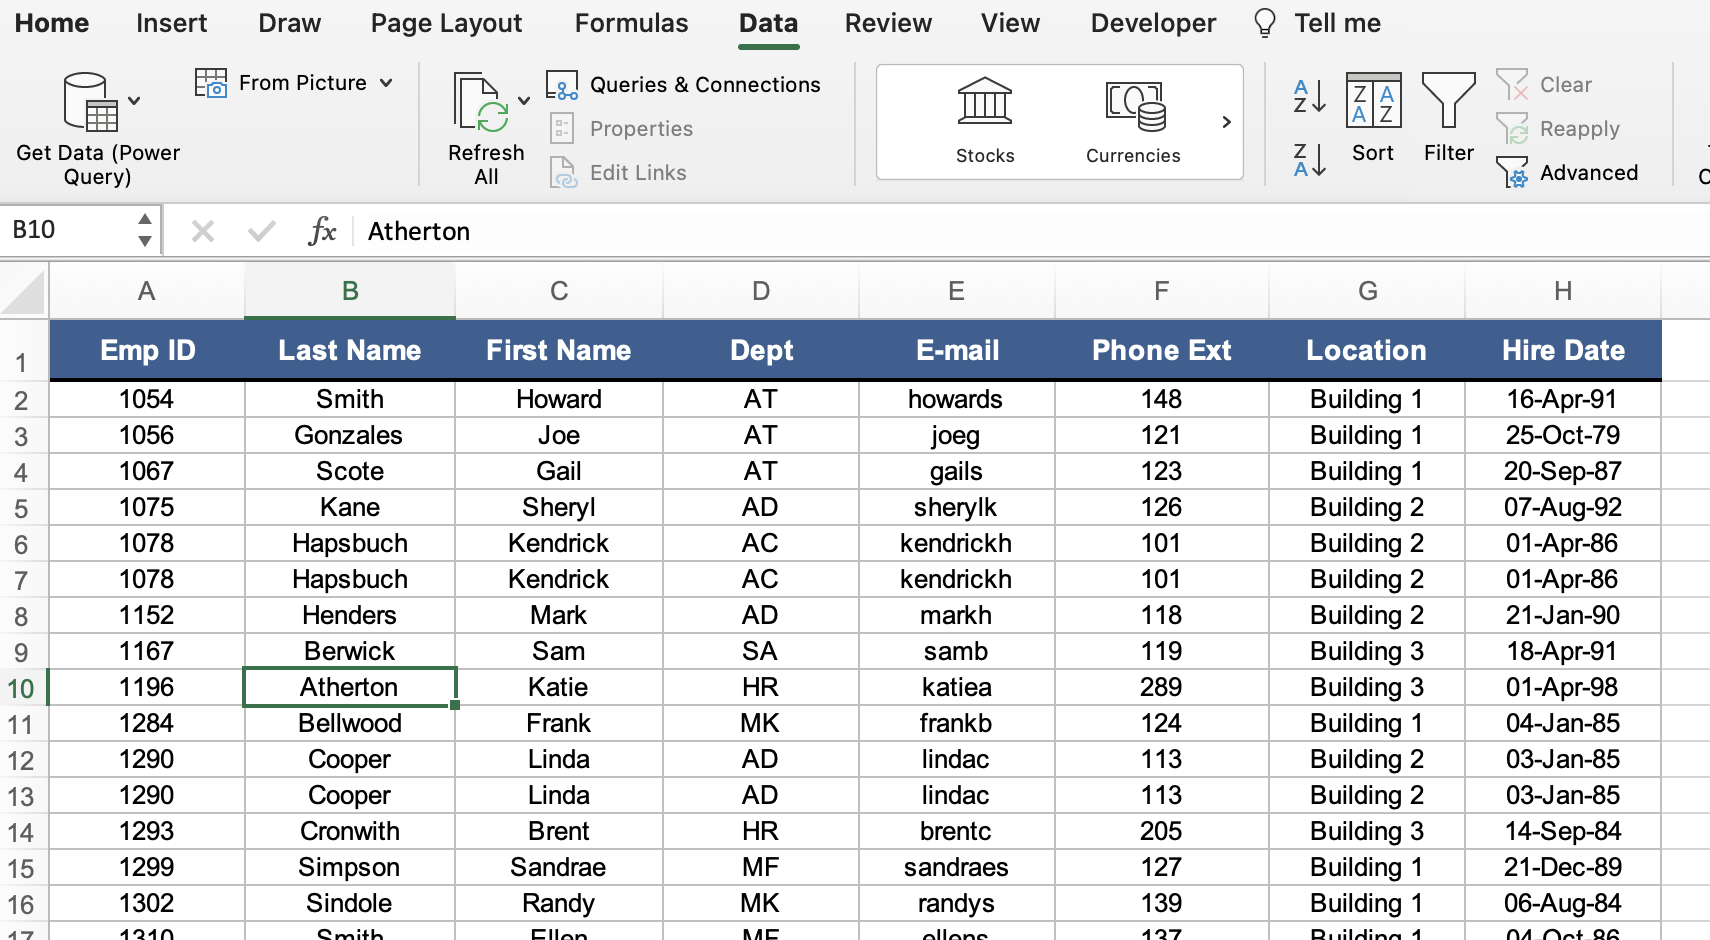 Home Insert Draw Page Layout Formulas Data Review View Developer Tell me
Get Data (Power Query)
From Picture
Refresh All
Queries & Connections
Properties
Edit Links
Stocks
Currencies
Sort
Filter
Clear
Reapply
Advanced
B10 fx Atherton
A B C D E F G H
1 Emp ID Last Name First Name Dept E-mail Phone Ext Location Hire Date
2 1054 Smith Howard AT howards 148 Building 1 16-Apr-91
3 1056 Gonzales Joe AT joeg 121 Building 1 25-Oct-79
4 1067 Scote Gail AT gails 123 Building 1 20-Sep-87
5 1075 Kane Sheryl AD sherylk 126 Building 2 07-Aug-92
6 1078 Hapsbuch Kendrick AC kendrickh 101 Building 2 01-Apr-86
7 1078 Hapsbuch Kendrick AC kendrickh 101 Building 2 01-Apr-86
8 1152 Henders Mark AD markh 118 Building 2 21-Jan-90
9 1167 Berwick Sam SA samb 119 Building 3 18-Apr-91
10 1196 Atherton Katie HR katiea 289 Building 3 01-Apr-98
11 1284 Bellwood Frank MK frankb 124 Building 1 04-Jan-85
12 1290 Cooper Linda AD lindac 113 Building 2 03-Jan-85
13 1290 Cooper Linda AD lindac 113 Building 2 03-Jan-85
14 1293 Cronwith Brent HR brentc 205 Building 3 14-Sep-84
15 1299 Simpson Sandrae MF sandraes 127 Building 1 21-Dec-89
16 1302 Sindole Randy MK randys 139 Building 1 06-Aug-84
17 1310 Smith Ellen MF ellens 137 Building 1 04-Oct-86